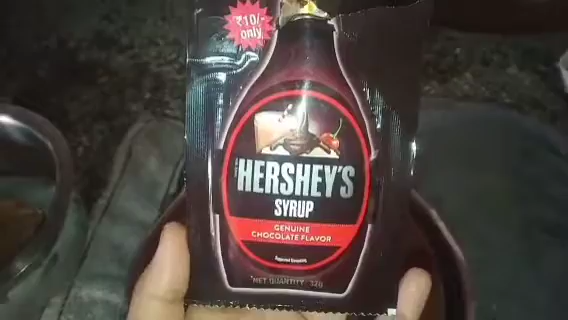 ₹10/-
only
HERSHEY'S
SYRUP
GENUINE
CHOCOLATE FLAVOR
*NET QUANTITY